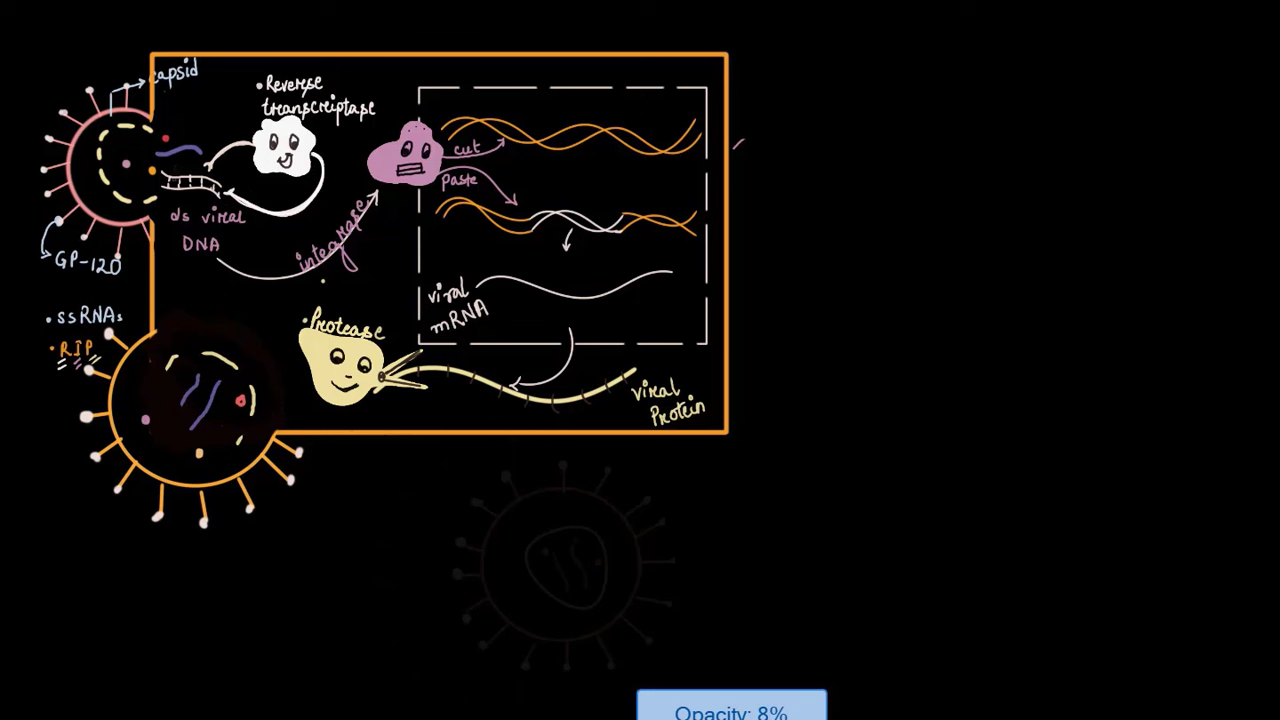 capsid
• Reverse
transcriptase
cut
paste
ds viral
DNA
integrase
GP-120
viral
mRNA
• ssRNAs
• RIP
• Protease
viral
Protein
Opacity: 8%